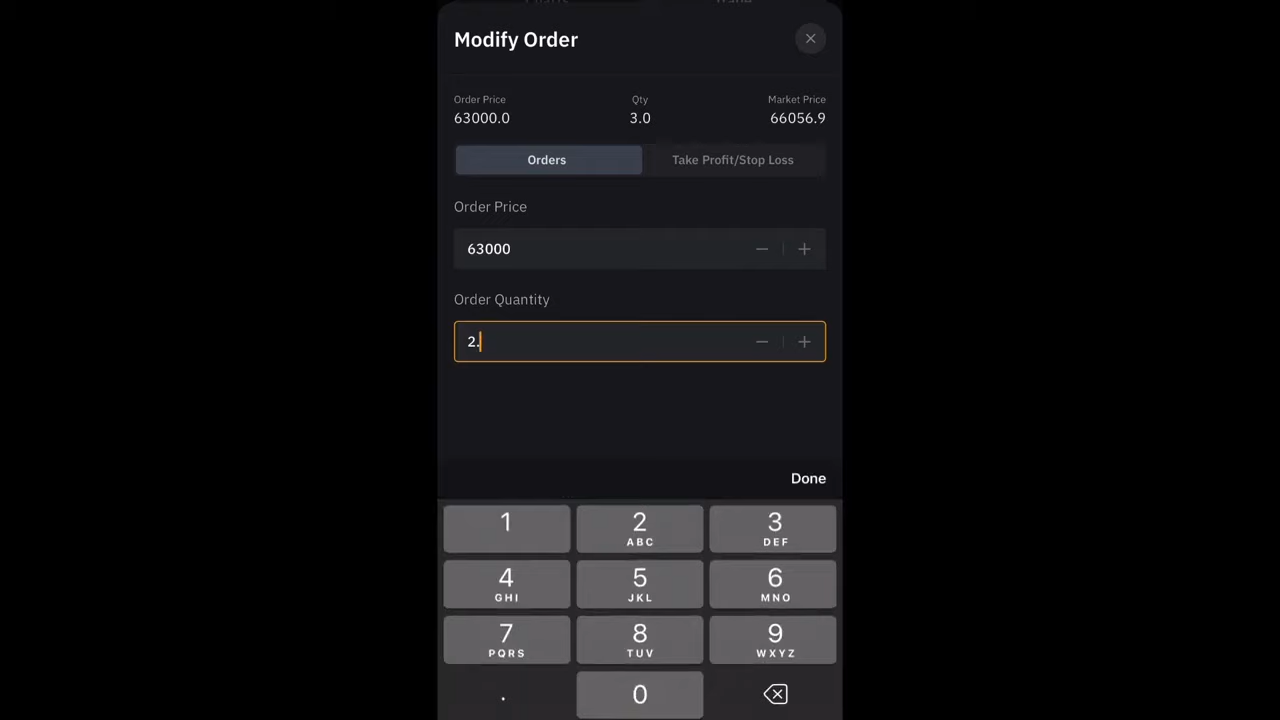 Modify Order
Order Price Qty Market Price
63000.0 3.0 66056.9
Orders Take Profit/Stop Loss
Order Price
63000
Order Quantity
2.
Done
1 2 3
ABC DEF
4 5 6
GHI JKL MNO
7 8 9
PQRS TUV WXYZ
. 0